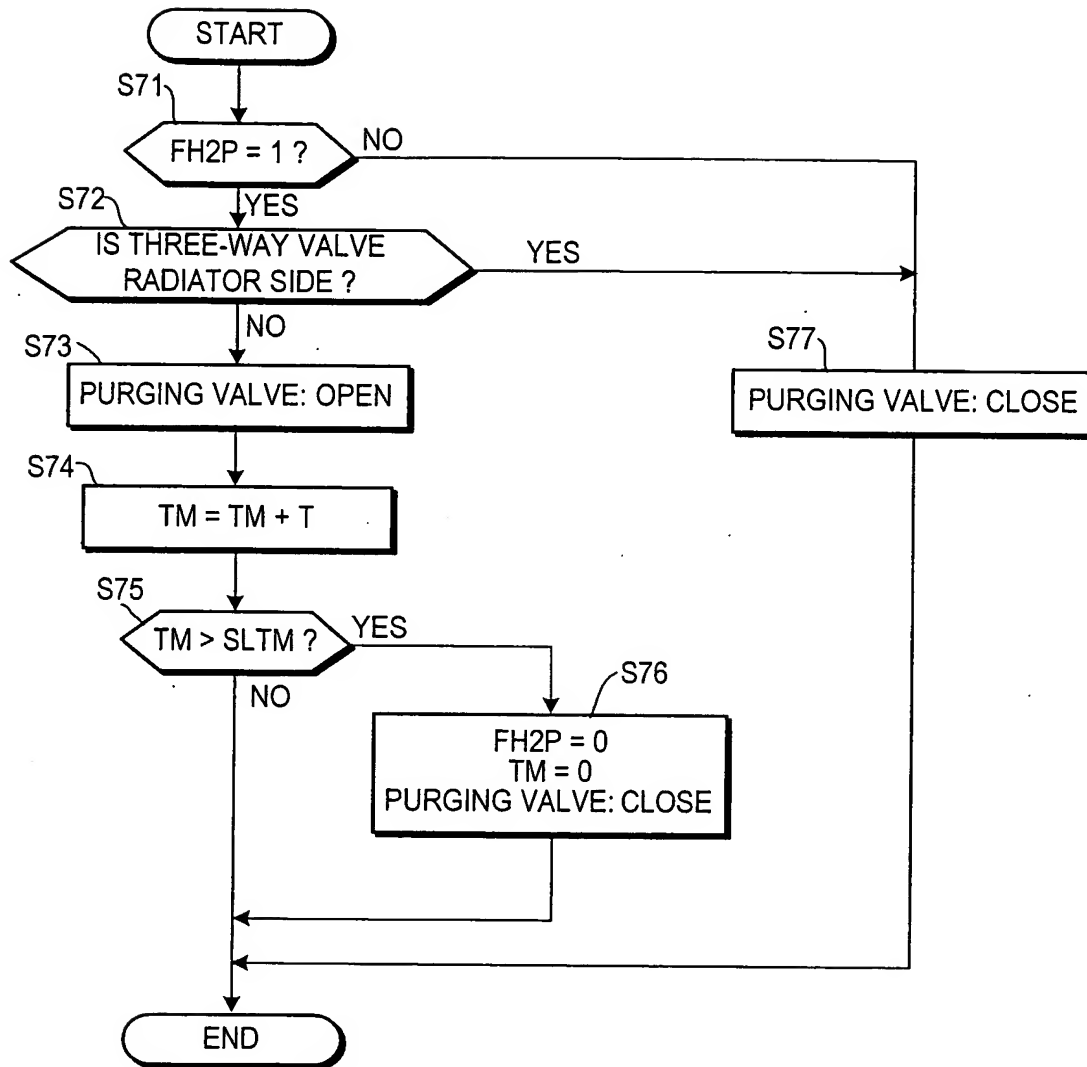 START
S71
FH2P = 1 ?
NO
YES
S72
IS THREE-WAY VALVE
RADIATOR SIDE ?
YES
NO
S73
PURGING VALVE: OPEN
S77
PURGING VALVE: CLOSE
S74
TM = TM + T
S75
TM > SLTM ?
YES
NO
S76
FH2P = 0
TM = 0
PURGING VALVE: CLOSE
END